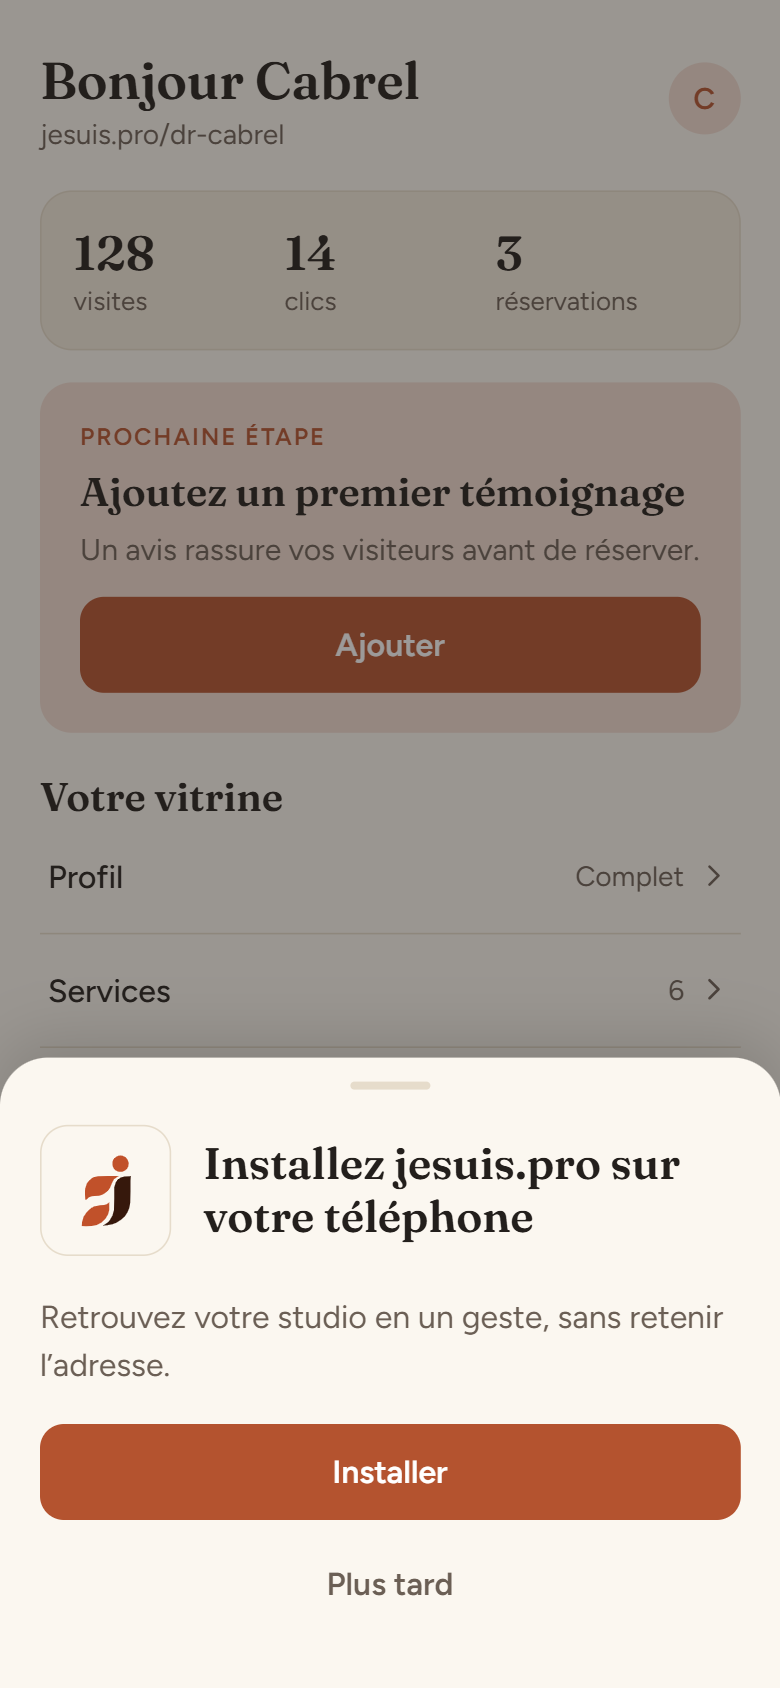 Bonjour Cabrel
jesuis.pro/dr-cabrel
C
128
14
3
visites
clics
réservations
PROCHAINE ÉTAPE
Ajoutez un premier témoignage
Un avis rassure vos visiteurs avant de réserver.
Ajouter
Votre vitrine
Profil
Complet
Services
6
Installez jesuis.pro sur
votre téléphone
Retrouvez votre studio en un geste, sans retenir
l’adresse.
Installer
Plus tard